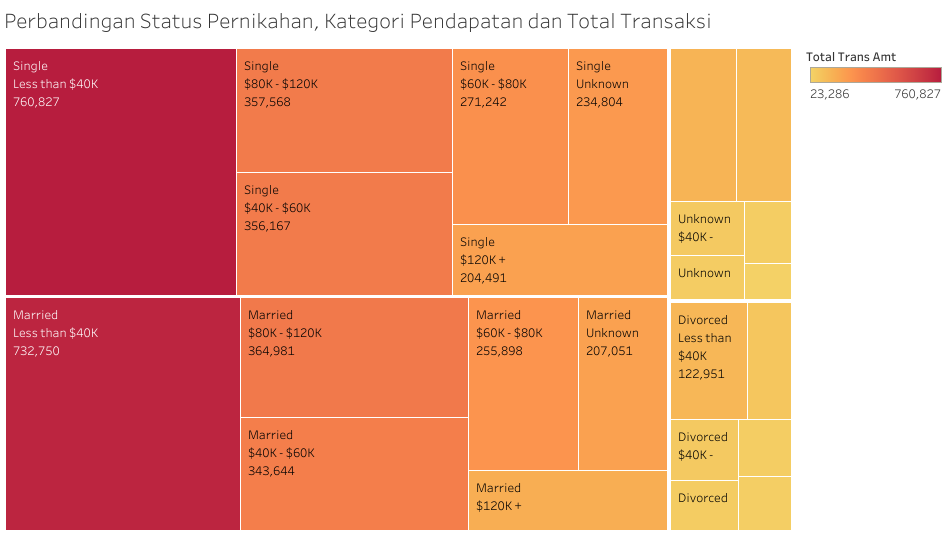 Perbandingan Status Pernikahan, Kategori Pendapatan dan Total Transaksi
Single
Less than $40K
760,827
Single
$80K - $120K
357,568
Single
$40K - $60K
356,167
Single
$60K - $80K
271,242
Single
Unknown
234,804
Single
$120K +
204,491
Married
Less than $40K
732,750
Married
$80K - $120K
364,981
Married
$40K - $60K
343,644
Married
$60K - $80K
255,898
Married
Unknown
207,051
Married
$120K +
Unknown
$40K -
Unknown
Divorced
Less than
$40K
122,951
Divorced
$40K -
Divorced
Total Trans Amt
23,286 760,827